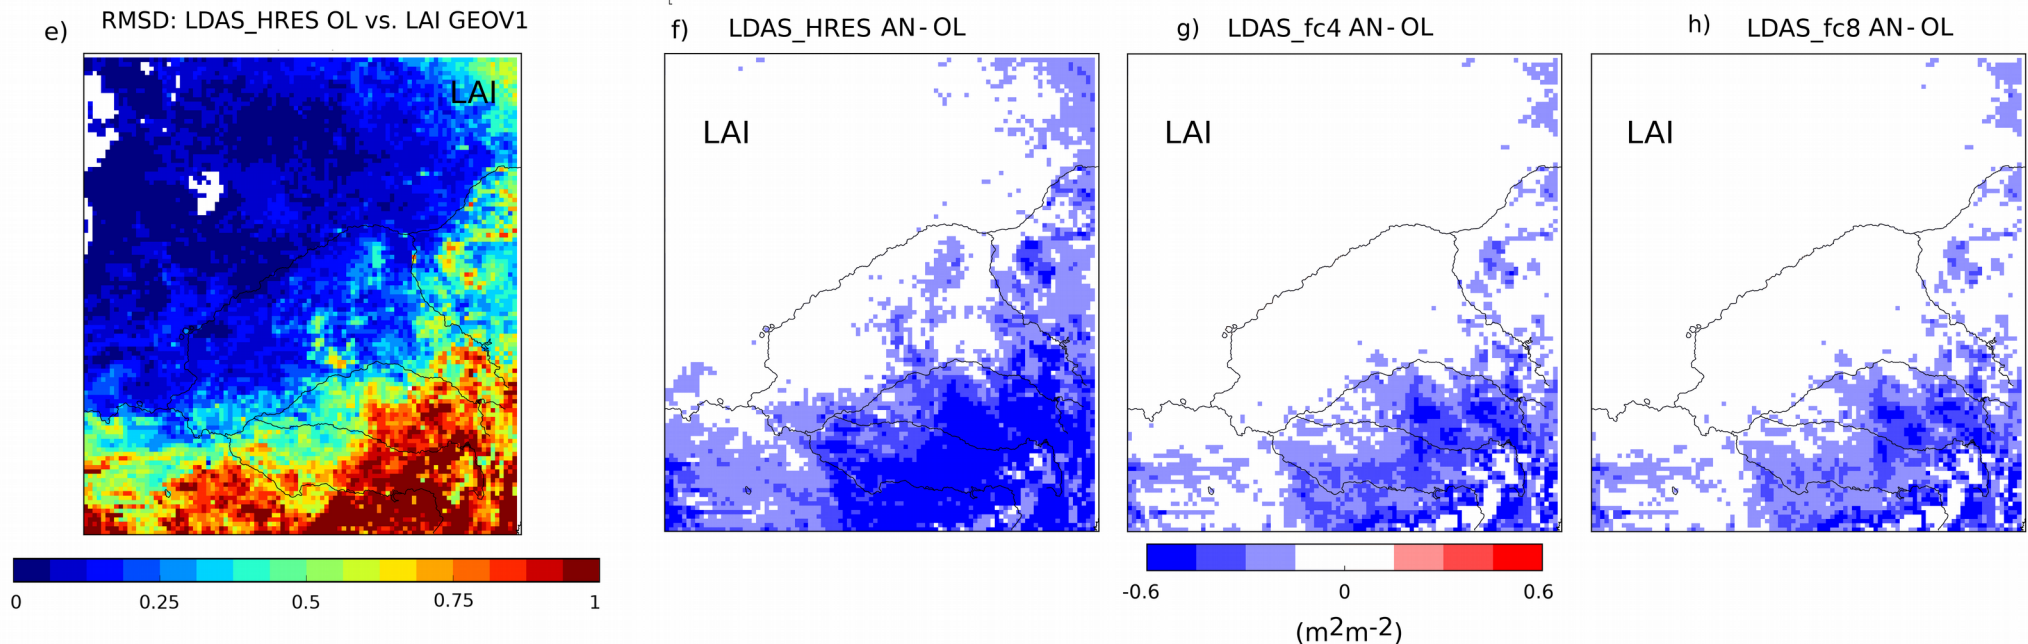 e) RMSD: LDAS_HRES OL vs. LAI GEOV1
LAI
0 0.25 0.5 0.75 1
f) LDAS_HRES AN-OL
LAI
g) LDAS_fc4 AN-OL
LAI
h) LDAS_fc8 AN-OL
LAI
-0.6 0 0.6
(m2m-2)